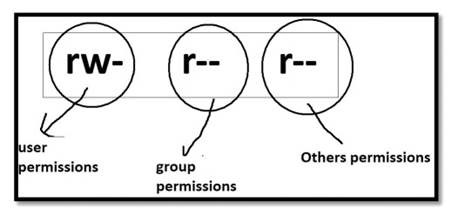 rw- r-- r--
user
permissions
group
permissions
Others permissions